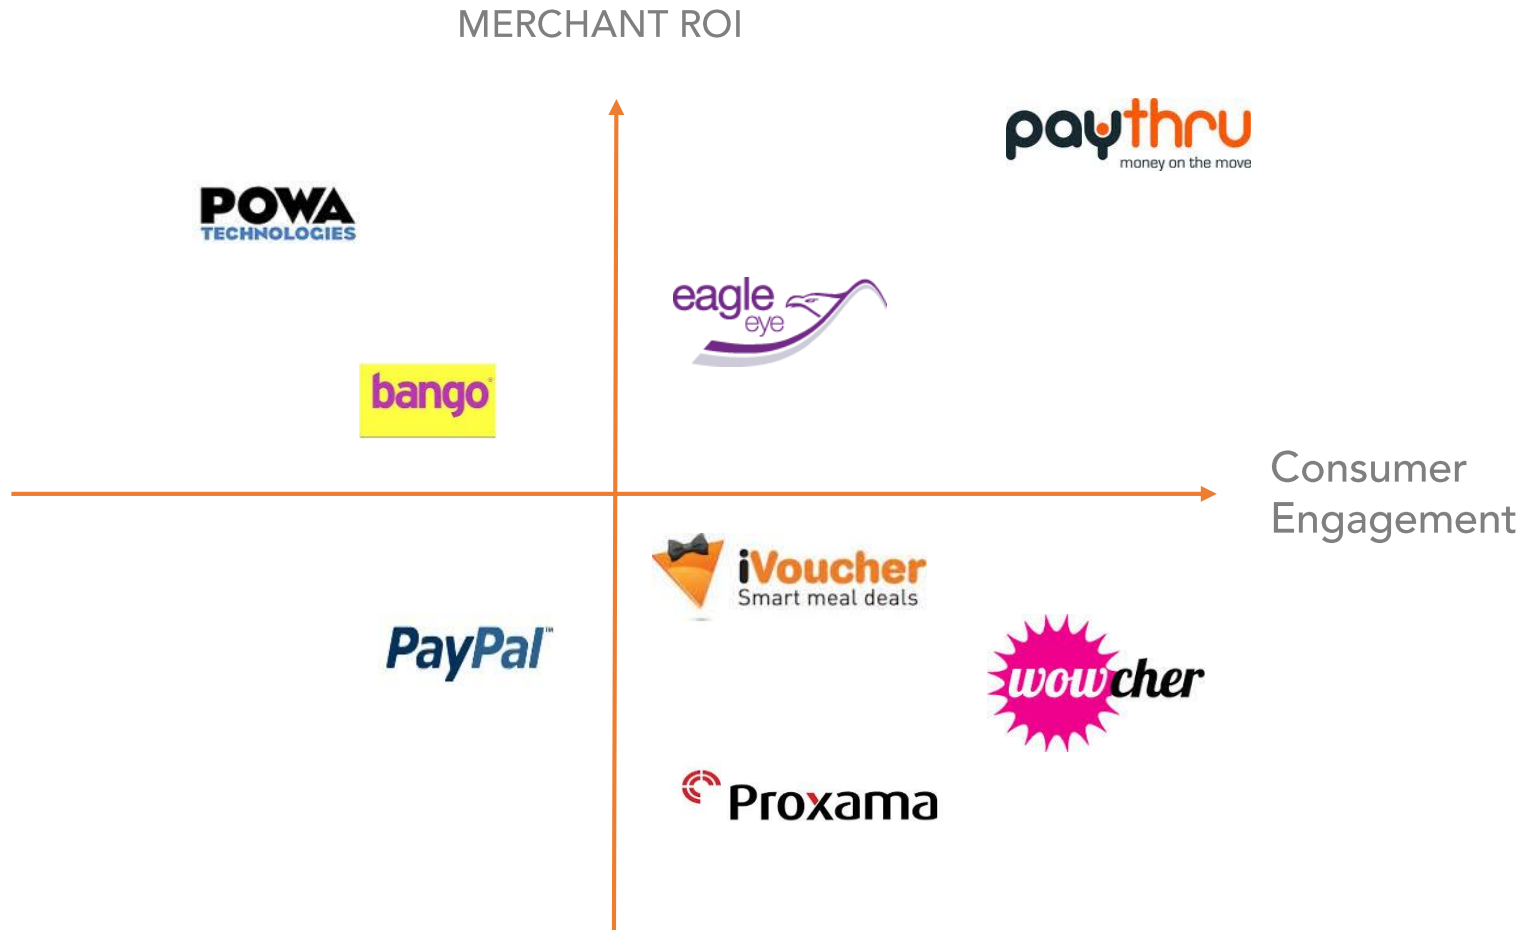 MERCHANT ROI
paythru
money on the move
POWA
TECHNOLOGIES
eagle
eye
bango
Consumer
Engagement
iVoucher
Smart meal deals
PayPal™
wowcher
Proxama